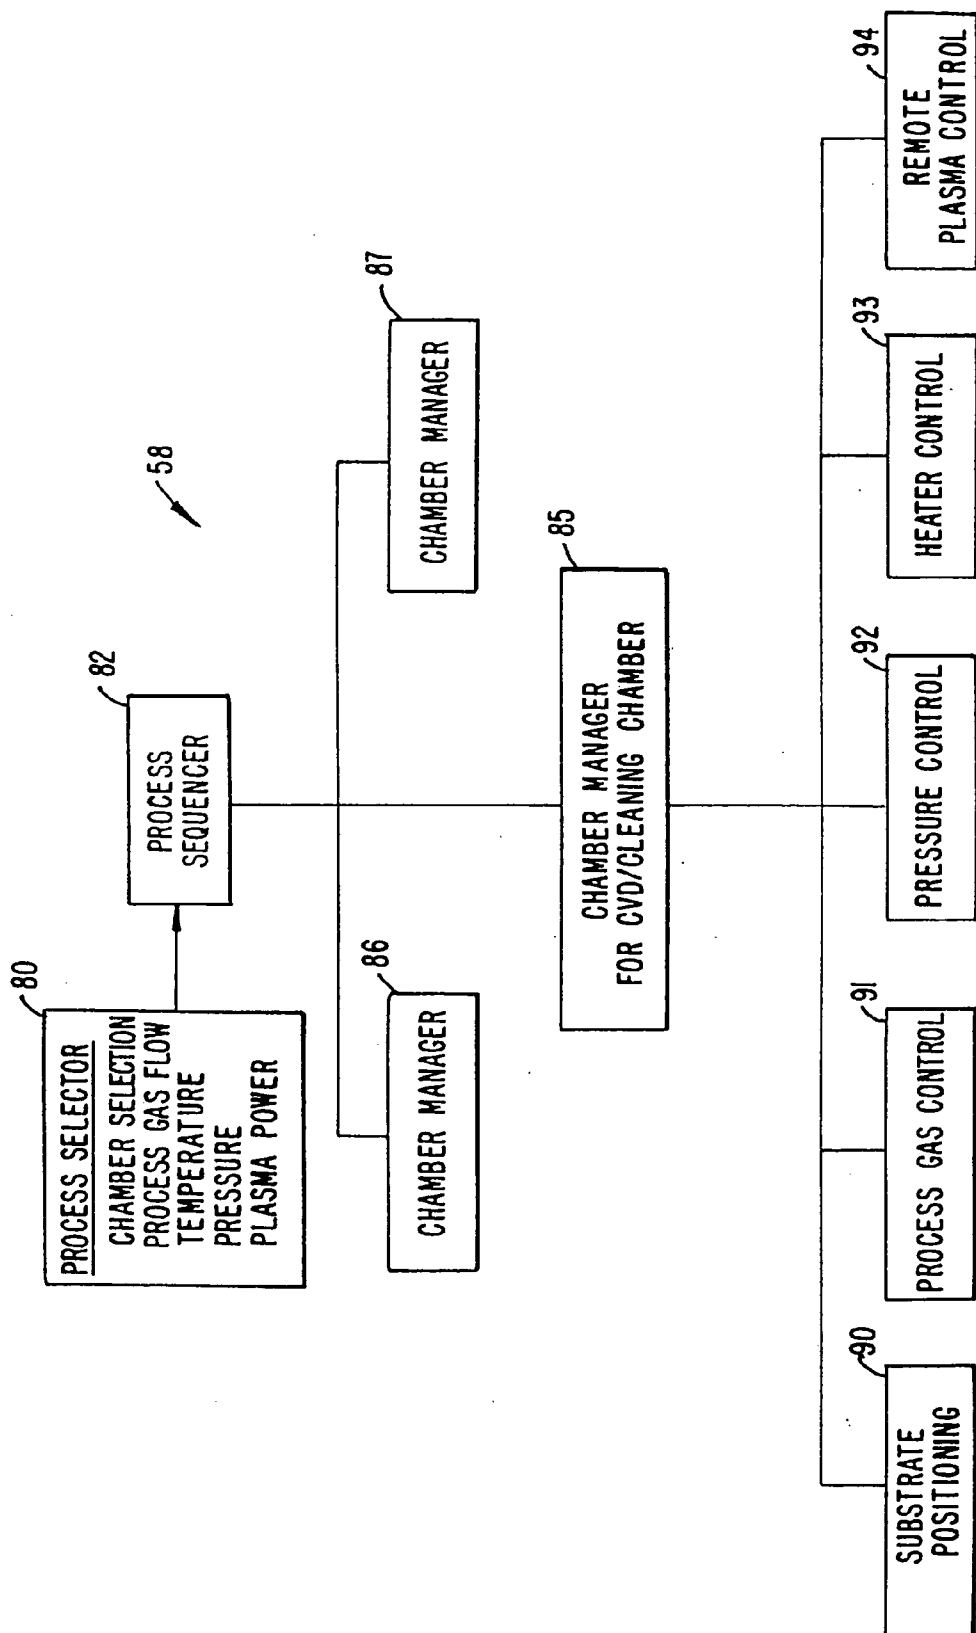 58
80
PROCESS SELECTOR
CHAMBER SELECTION
PROCESS GAS FLOW
TEMPERATURE
PRESSURE
PLASMA POWER
82
PROCESS
SEQUENCER
86
CHAMBER MANAGER
87
CHAMBER MANAGER
85
CHAMBER MANAGER
FOR CVD/CLEANING CHAMBER
90
SUBSTRATE
POSITIONING
91
PROCESS GAS CONTROL
92
PRESSURE CONTROL
93
HEATER CONTROL
94
REMOTE
PLASMA CONTROL